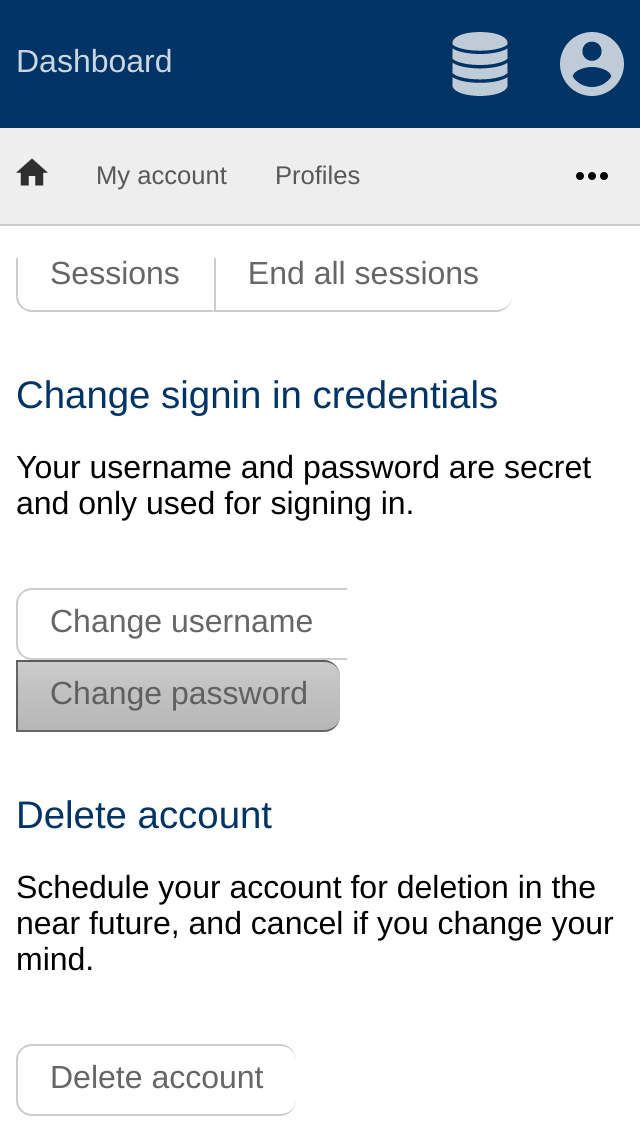 Dashboard
My account Profiles
Sessions End all sessions
Change signin in credentials
Your username and password are secret
and only used for signing in.
Change username
Change password
Delete account
Schedule your account for deletion in the
near future, and cancel if you change your
mind.
Delete account